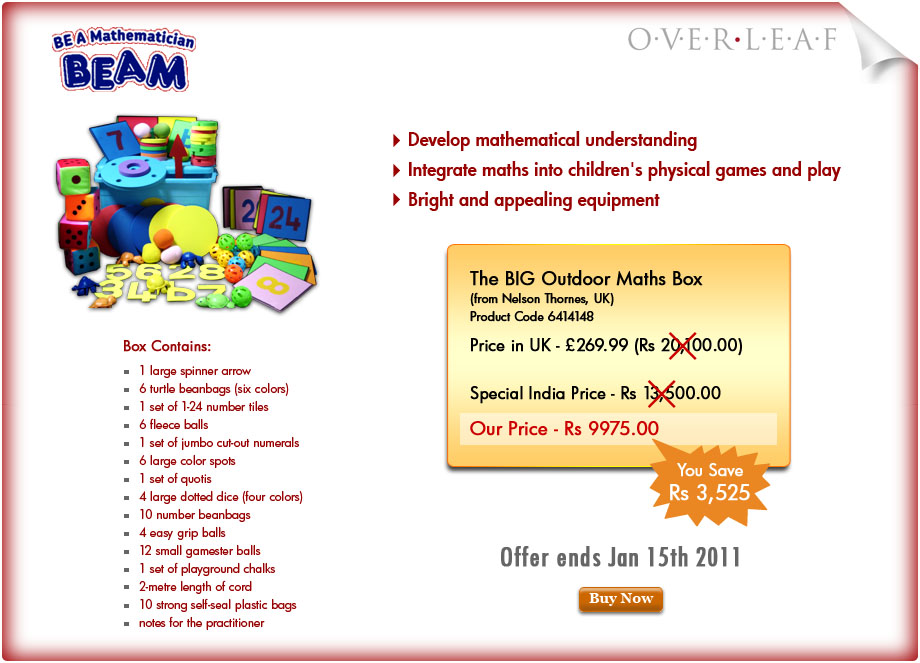 BE A Mathematician
BEAM
O·V·E·R·L·E·A·F
Develop mathematical understanding
Integrate maths into children's physical games and play
Bright and appealing equipment
7
8
2
24
5628
3497
8
The BIG Outdoor Maths Box
(from Nelson Thornes, UK)
Product Code 6414148
Price in UK - £269.99 (Rs 20,100.00)
Special India Price - Rs 13,500.00
Our Price - Rs 9975.00
You Save
Rs 3,525
Box Contains:
1 large spinner arrow
6 turtle beanbags (six colors)
1 set of 1-24 number tiles
6 fleece balls
1 set of jumbo cut-out numerals
6 large color spots
1 set of quotis
4 large dotted dice (four colors)
10 number beanbags
4 easy grip balls
12 small gamester balls
1 set of playground chalks
2-metre length of cord
10 strong self-seal plastic bags
notes for the practitioner
Offer ends Jan 15th 2011
Buy Now